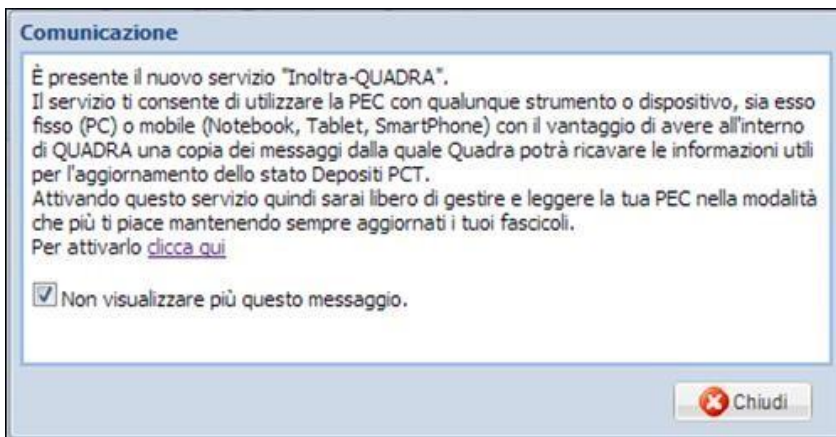 Comunicazione
È presente il nuovo servizio "Inoltra-QUADRA".
Il servizio ti consente di utilizzare la PEC con qualunque strumento o dispositivo, sia esso
fisso (PC) o mobile (Notebook, Tablet, SmartPhone) con il vantaggio di avere all'interno
di QUADRA una copia dei messaggi dalla quale Quadra potrà ricavare le informazioni utili
per l'aggiornamento dello stato Depositi PCT.
Attivando questo servizio quindi sarai libero di gestire e leggere la tua PEC nella modalità
che più ti piace mantenendo sempre aggiornati i tuoi fascicoli.
Per attivarlo clicca qui
Non visualizzare più questo messaggio.
Chiudi